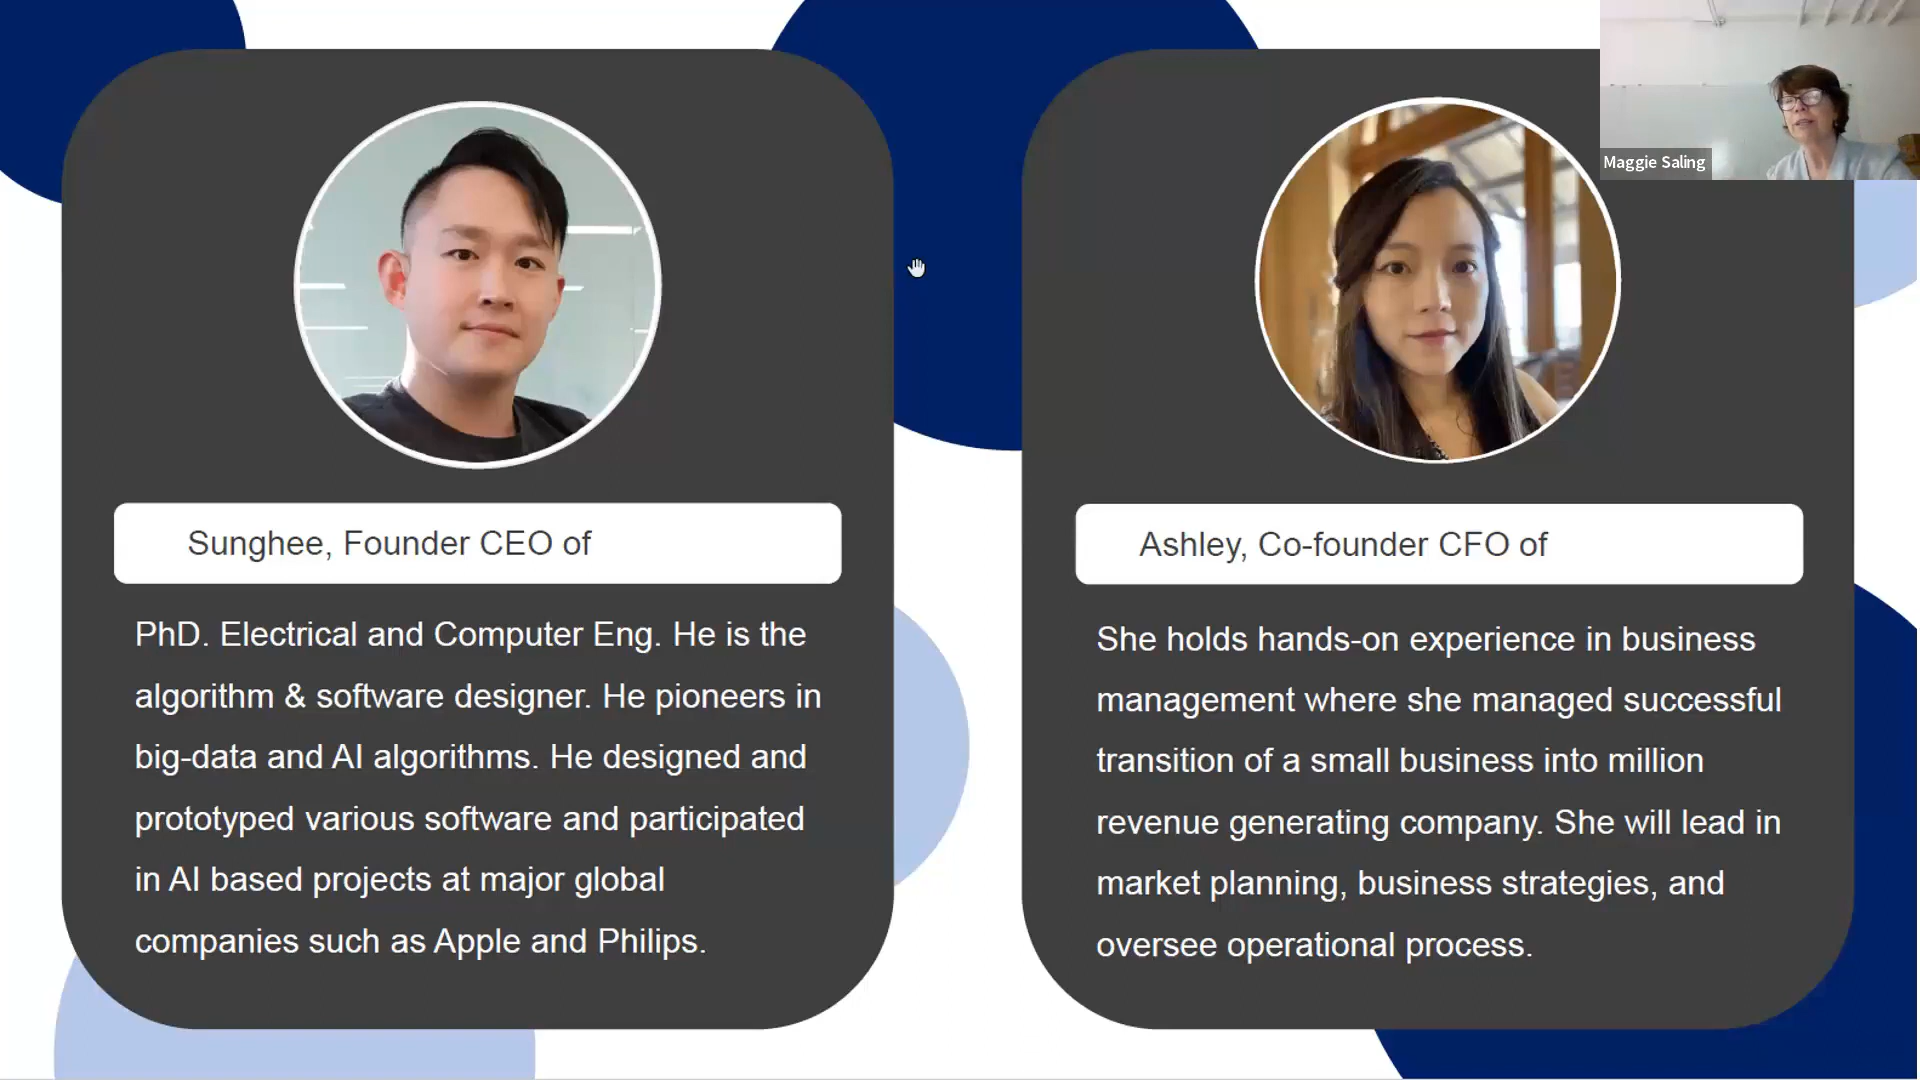 Maggie Saling
Sunghee, Founder CEO of
PhD. Electrical and Computer Eng. He is the
algorithm & software designer. He pioneers in
big-data and AI algorithms. He designed and
prototyped various software and participated
in AI based projects at major global
companies such as Apple and Philips.
Ashley, Co-founder CFO of
She holds hands-on experience in business
management where she managed successful
transition of a small business into million
revenue generating company. She will lead in
market planning, business strategies, and
oversee operational process.